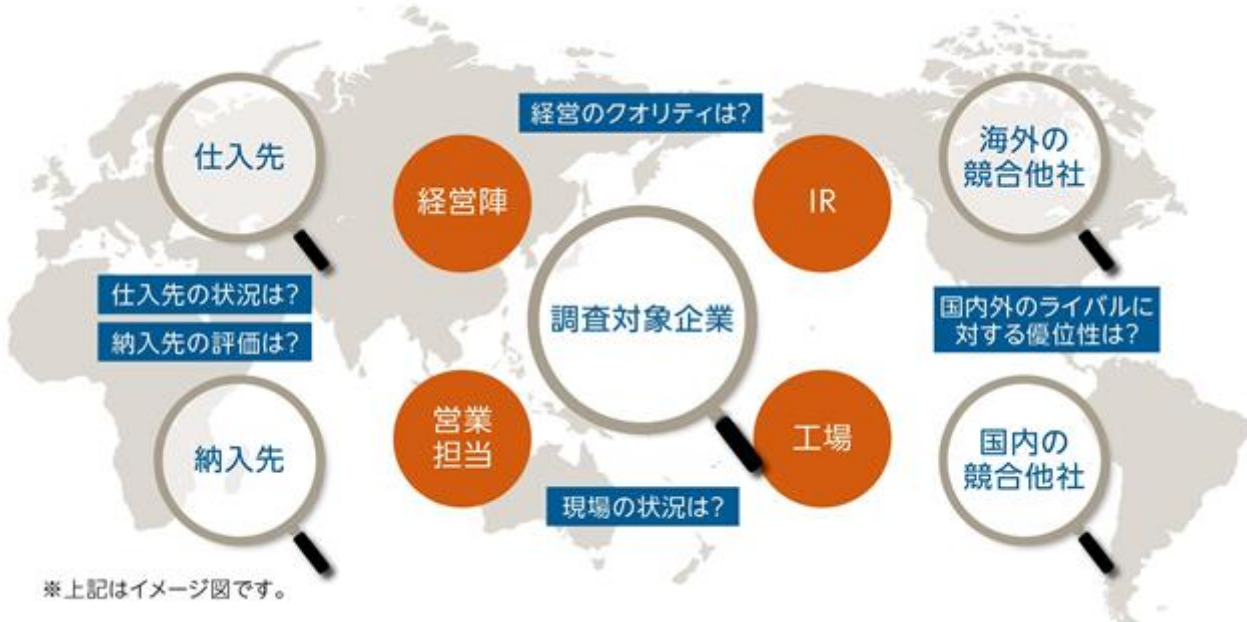 仕入先
仕入先の状況は?
納入先の評価は?
納入先
経営のクオリティは?
経営陣
IR
調査対象企業
営業
担当
工場
現場の状況は?
海外の
競合他社
国内外のライバルに
対する優位性は?
国内の
競合他社
※上記はイメージ図です。